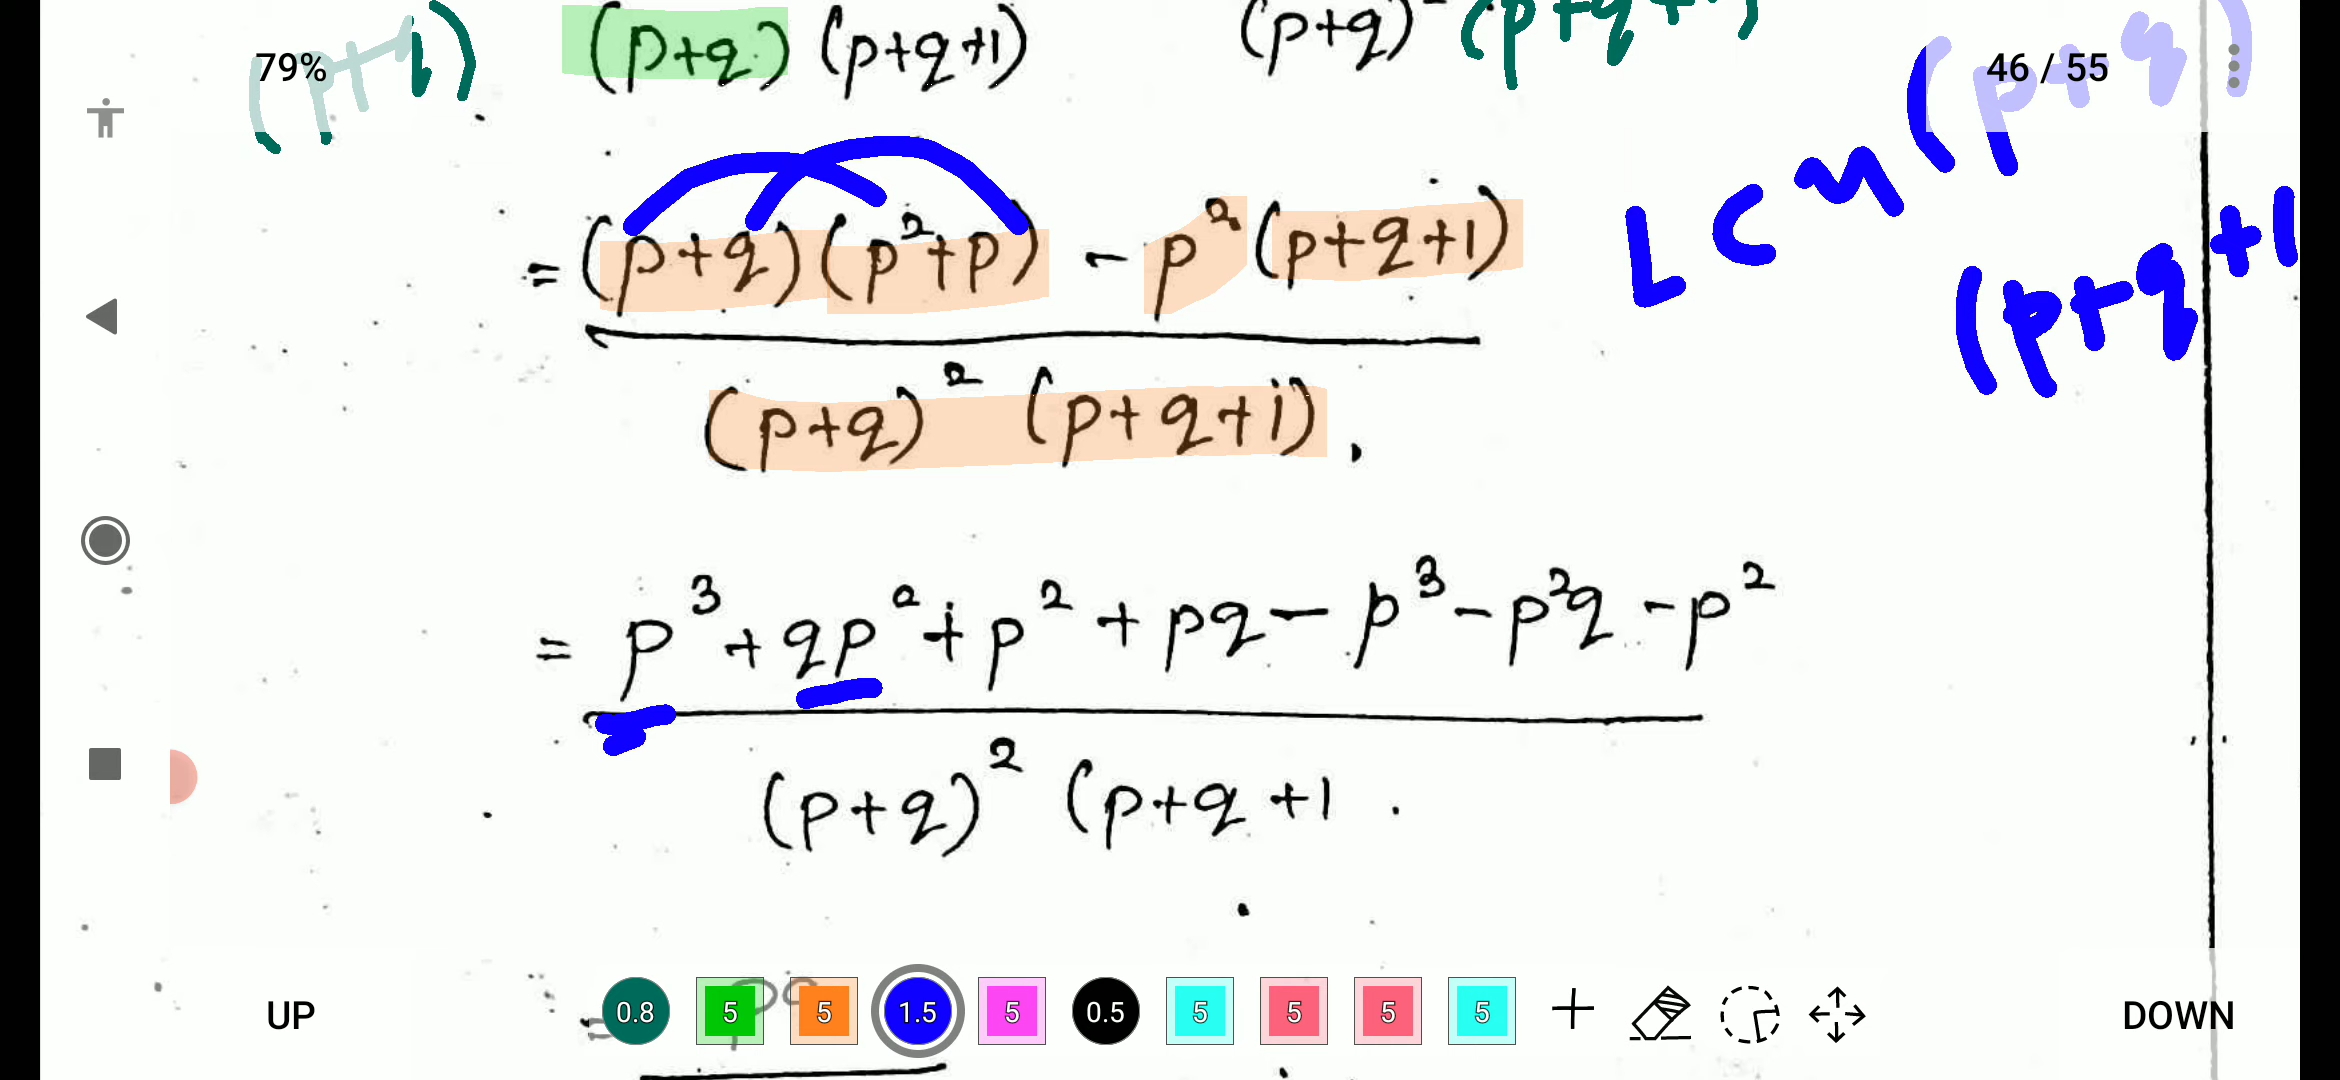 79%
46 / 55
(p+1)
(p+q) (p+q+1)
(p+q)
(p+q
(p+q)
LCM
(p+q+1
= (p+q)(p²+p) - p²(p+q+1)
(p+q)² (p+q+1).
= p³ + qp² + p² + pq - p³ - p²q - p²
(p+q)² (p+q+1 .
=
UP
0.8 5 5 1.5 5 0.5 5 5 5 5
DOWN